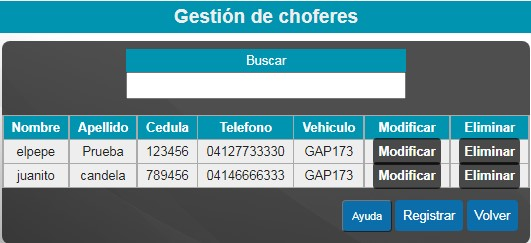 Gestión de choferes
Buscar
Nombre Apellido Cedula Telefono Vehiculo Modificar Eliminar
elpepe Prueba 123456 04127733330 GAP173 Modificar Eliminar
juanito candela 789456 04146666333 GAP173 Modificar Eliminar
Ayuda Registrar Volver